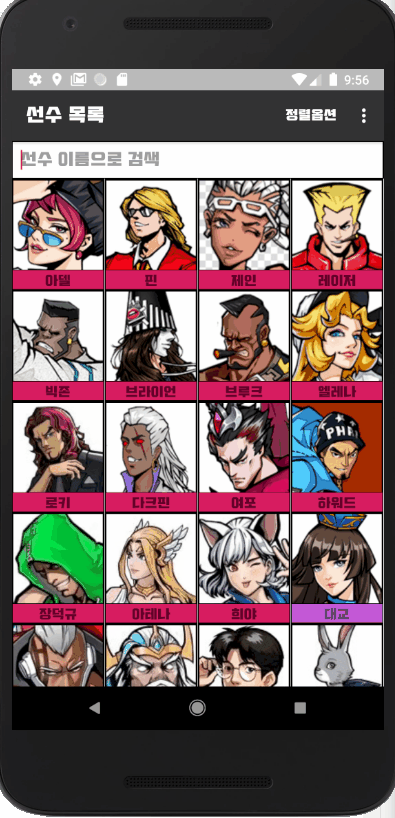 9:56
선수 목록 정렬옵션
선수 이름으로 검색
아델 핀 제인 레이저
빅죤 브라이언 브루크 엘레나
로키 다크핀 여포 하워드
장덕규 아테나 희야 대교